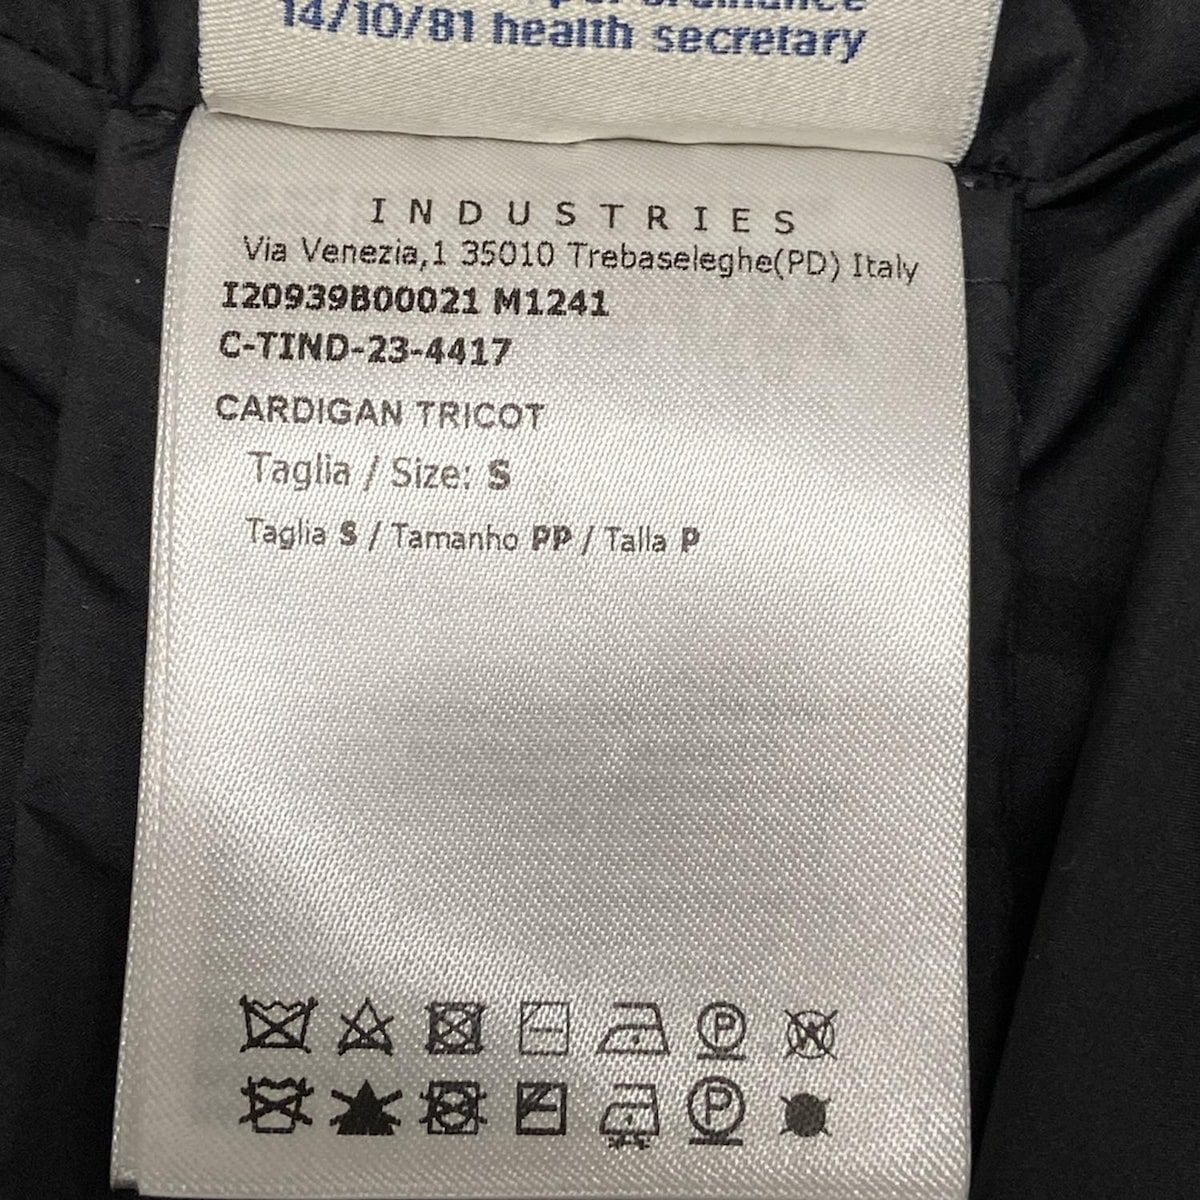 14/10/81 health secretary
INDUSTRIES
Via Venezia,1 35010 Trebaseleghe(PD) Italy
I20939B00021 M1241
C-TIND-23-4417
CARDIGAN TRICOT
Taglia / Size: S
Taglia S / Tamanho PP / Talla P
P W
P